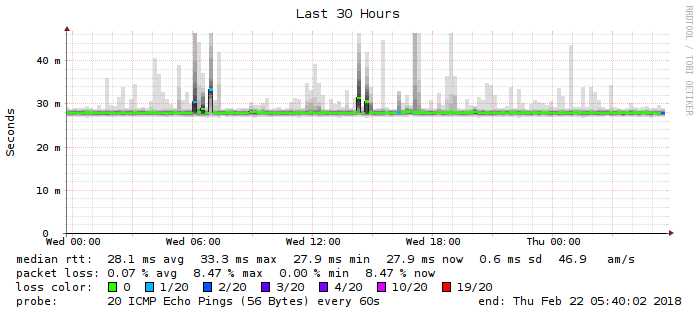 Last 30 Hours
RRDTOOL / TOBI OETIKER
Seconds
40 m
30 m
20 m
10 m
0
Wed 00:00 Wed 06:00 Wed 12:00 Wed 18:00 Thu 00:00
median rtt: 28.1 ms avg 33.3 ms max 27.9 ms min 27.9 ms now 0.6 ms sd 46.9 am/s
packet loss: 0.07 % avg 8.47 % max 0.00 % min 8.47 % now
loss color: 0 1/20 2/20 3/20 4/20 10/20 19/20
probe: 20 ICMP Echo Pings (56 Bytes) every 60s end: Thu Feb 22 05:40:02 2018